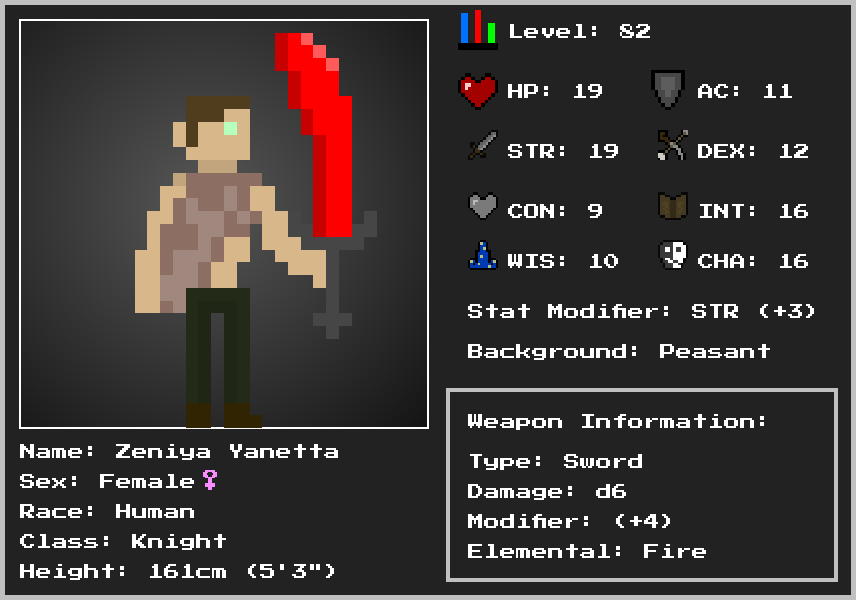 Level: 82
HP: 19
AC: 11
STR: 19
DEX: 12
CON: 9
INT: 16
WIS: 10
CHA: 16
Stat Modifier: STR (+3)
Background: Peasant
Name: Zeniya Yanetta
Sex: Female♀
Race: Human
Class: Knight
Height: 161cm (5'3")
Weapon Information:
Type: Sword
Damage: d6
Modifier: (+4)
Elemental: Fire